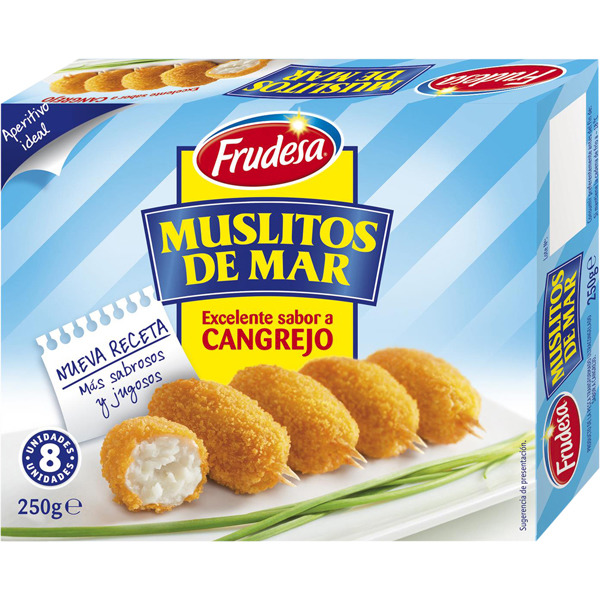 Excelente sabor a CANGREJO
MUSLITOS
DE MAR
Frudesa
Aperitivo
ideal
Frudesa
MUSLITOS
DE MAR
Excelente sabor a
CANGREJO
NUEVA RECETA
Más sabrosos
y jugosos
UNIDADES
8
UNIDADES
250g e
Sugerencia de presentación.
MUSLITOS
DE MAR
250g e
Frudesa